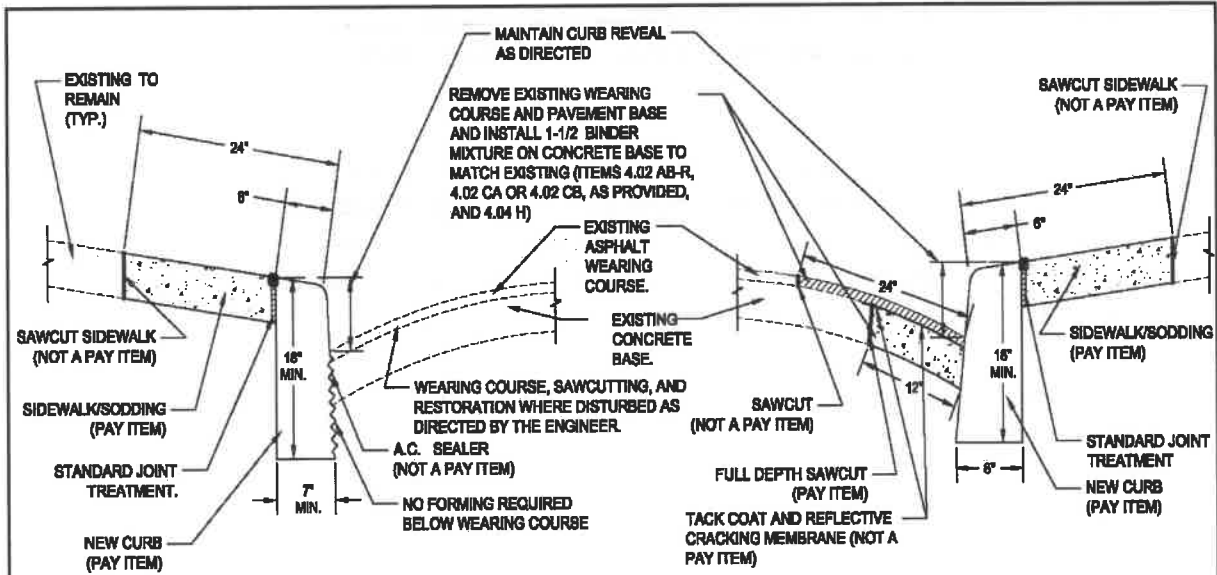 MAINTAIN CURB REVEAL
AS DIRECTED
EXISTING TO
REMAIN
(TYP.)
24"
6"
REMOVE EXISTING WEARING
COURSE AND PAVEMENT BASE
AND INSTALL 1-1/2 BINDER
MIXTURE ON CONCRETE BASE TO
MATCH EXISTING (ITEMS 4.02 AB-R,
4.02 CA OR 4.02 CB, AS PROVIDED,
AND 4.04 H)
SAWCUT SIDEWALK
(NOT A PAY ITEM)
24"
6"
EXISTING
ASPHALT
WEARING
COURSE.
EXISTING
CONCRETE
BASE.
24"
12"
SAWCUT SIDEWALK
(NOT A PAY ITEM)
18"
MIN.
SIDEWALK/SODDING
(PAY ITEM)
STANDARD JOINT
TREATMENT.
NEW CURB
(PAY ITEM)
7"
MIN.
WEARING COURSE, SAWCUTTING, AND
RESTORATION WHERE DISTURBED AS
DIRECTED BY THE ENGINEER.
A.C. SEALER
(NOT A PAY ITEM)
NO FORMING REQUIRED
BELOW WEARING COURSE
SAWCUT
(NOT A PAY ITEM)
FULL DEPTH SAWCUT
(PAY ITEM)
TACK COAT AND REFLECTIVE
CRACKING MEMBRANE (NOT A
PAY ITEM)
18"
MIN.
8"
SIDEWALK/SODDING
(PAY ITEM)
STANDARD JOINT
TREATMENT
NEW CURB
(PAY ITEM)